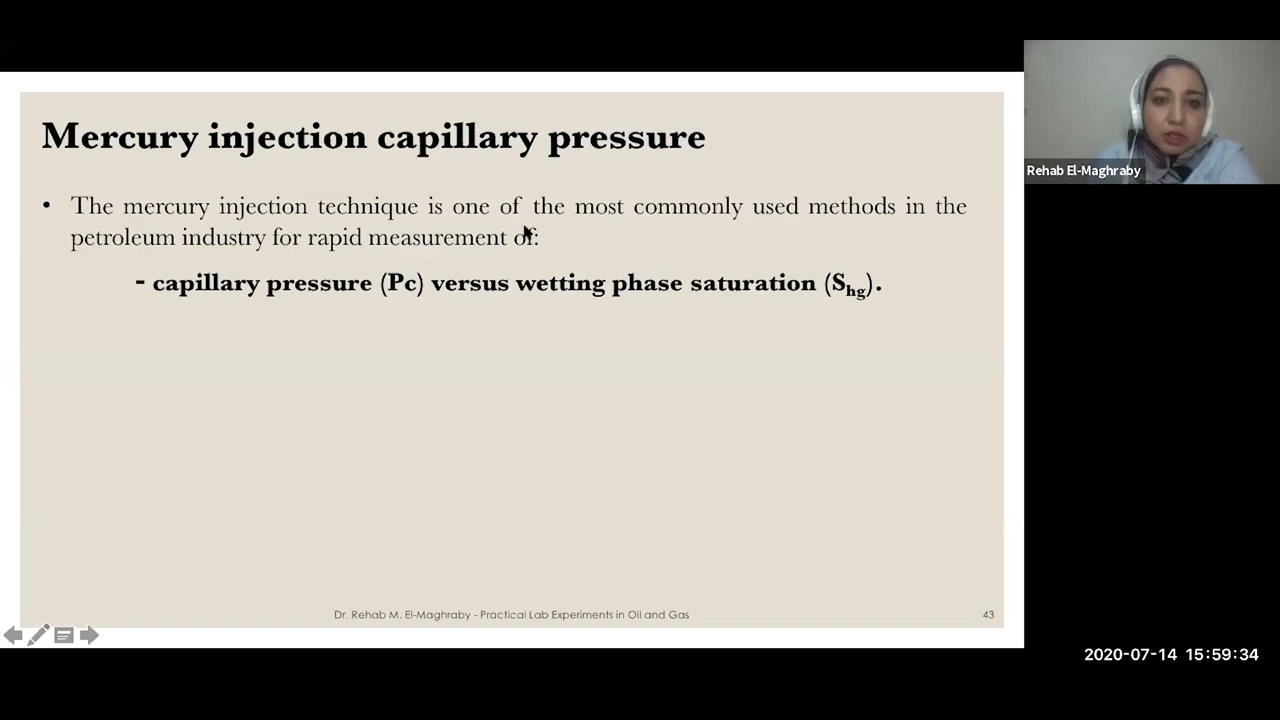 Mercury injection capillary pressure
• The mercury injection technique is one of the most commonly used methods in the
petroleum industry for rapid measurement of:
- capillary pressure (Pc) versus wetting phase saturation (Shg).
Dr. Rehab M. El-Maghraby - Practical Lab Experiments in Oil and Gas
43
Rehab El-Maghraby
2020-07-14 15:59:34